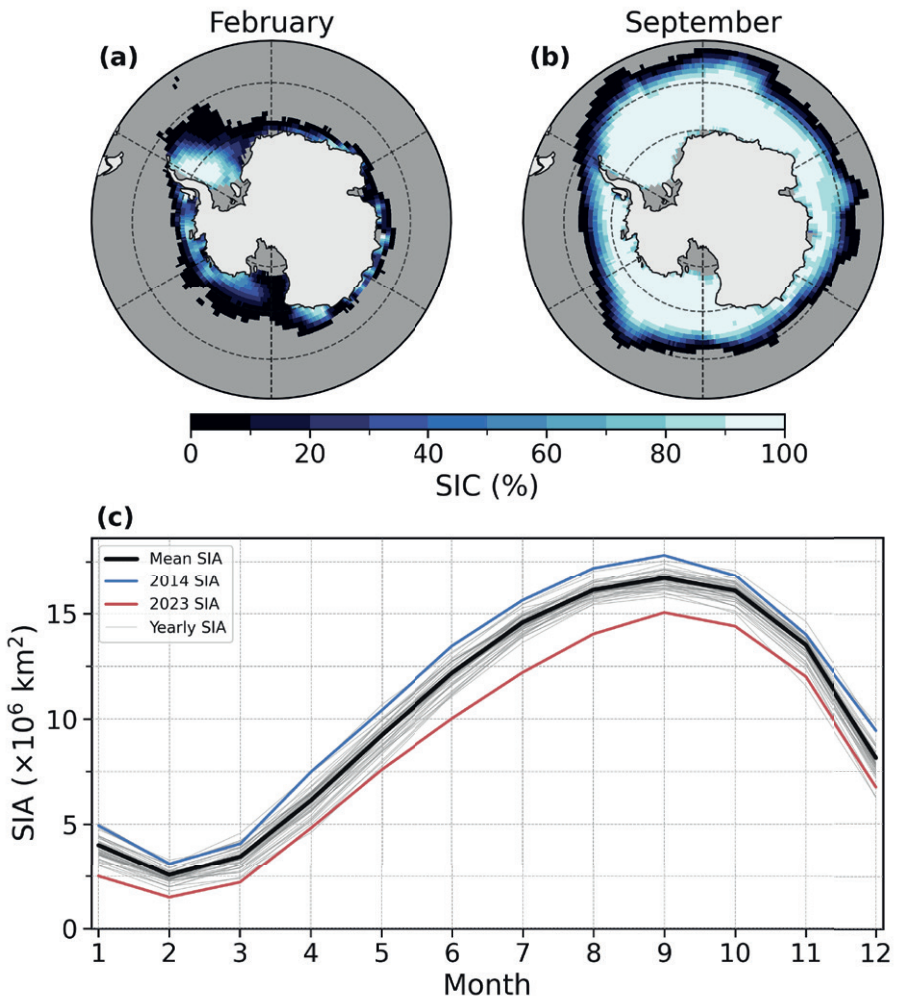 February
September
(a)
(b)
0 20 40 60 80 100
SIC (%)
(c)
Mean SIA
2014 SIA
2023 SIA
Yearly SIA
15
10
5
0
SIA (×10⁶ km²)
1 2 3 4 5 6 7 8 9 10 11 12
Month